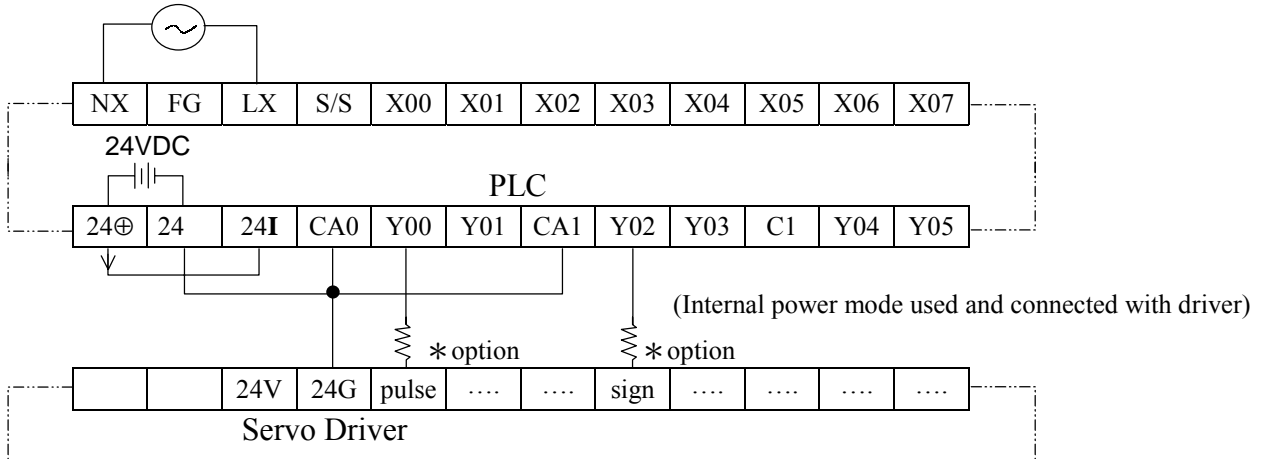 NX FG LX S/S X00 X01 X02 X03 X04 X05 X06 X07
24VDC
PLC
24⊕ 24 24I CA0 Y00 Y01 CA1 Y02 Y03 C1 Y04 Y05
(Internal power mode used and connected with driver)
*option *option
24V 24G pulse .... .... sign .... .... .... ....
Servo Driver